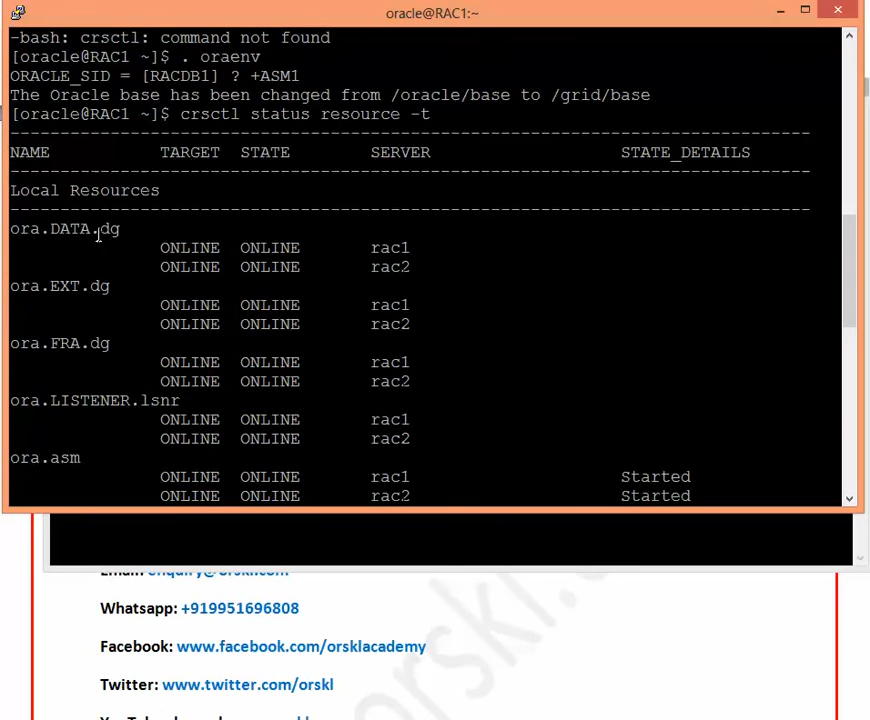 oracle@RAC1:~
-bash: crsctl: command not found
[oracle@RAC1 ~]$ . oraenv
ORACLE_SID = [RACDB1] ? +ASM1
The Oracle base has been changed from /oracle/base to /grid/base
[oracle@RAC1 ~]$ crsctl status resource -t
--------------------------------------------------------------------------------
NAME TARGET STATE SERVER STATE_DETAILS
--------------------------------------------------------------------------------
Local Resources
--------------------------------------------------------------------------------
ora.DATA.dg
ONLINE ONLINE rac1
ONLINE ONLINE rac2
ora.EXT.dg
ONLINE ONLINE rac1
ONLINE ONLINE rac2
ora.FRA.dg
ONLINE ONLINE rac1
ONLINE ONLINE rac2
ora.LISTENER.lsnr
ONLINE ONLINE rac1
ONLINE ONLINE rac2
ora.asm
ONLINE ONLINE rac1 Started
ONLINE ONLINE rac2 Started
Email: enquiry@orskl.com
Whatsapp: +919951696808
Facebook: www.facebook.com/orsklacademy
Twitter: www.twitter.com/orskl
orskl.